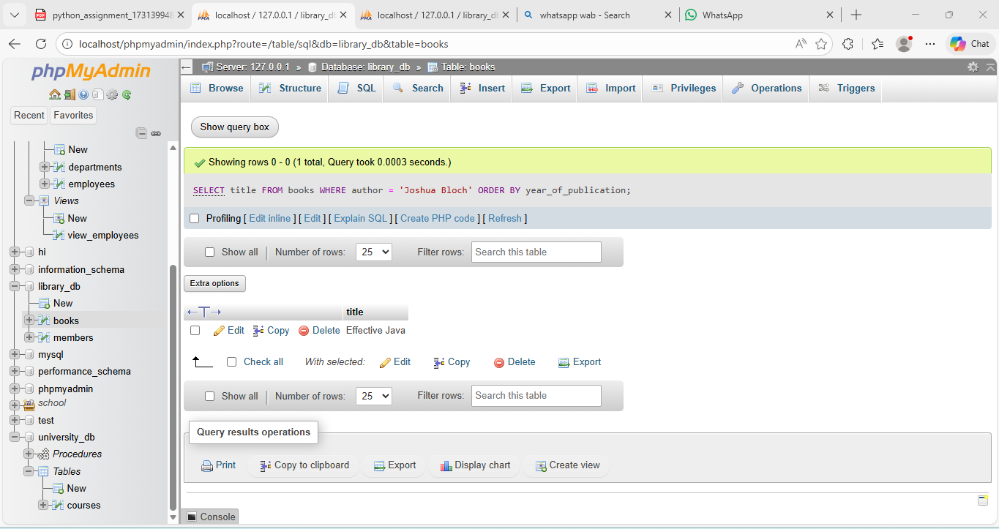 python_assignment_173139948
localhost / 127.0.0.1 / library_db
localhost / 127.0.0.1 / library_db
whatsapp wab - Search
WhatsApp
localhost/phpmyadmin/index.php?route=/table/sql&db=library_db&table=books
Chat
phpMyAdmin
Recent
Favorites
New
departments
employees
Views
New
view_employees
hi
information_schema
library_db
New
books
members
mysql
performance_schema
phpmyadmin
school
test
university_db
Procedures
Tables
New
courses
Server: 127.0.0.1 » Database: library_db » Table: books
Browse Structure SQL Search Insert Export Import Privileges Operations Triggers
Show query box
Showing rows 0 - 0 (1 total, Query took 0.0003 seconds.)
SELECT title FROM books WHERE author = 'Joshua Bloch' ORDER BY year_of_publication;
Profiling [ Edit inline ] [ Edit ] [ Explain SQL ] [ Create PHP code ] [ Refresh ]
Show all | Number of rows: 25 Filter rows: Search this table
Extra options
←T→ title
Edit Copy Delete Effective Java
Check all With selected: Edit Copy Delete Export
Show all | Number of rows: 25 Filter rows: Search this table
Query results operations
Print Copy to clipboard Export Display chart Create view
Console